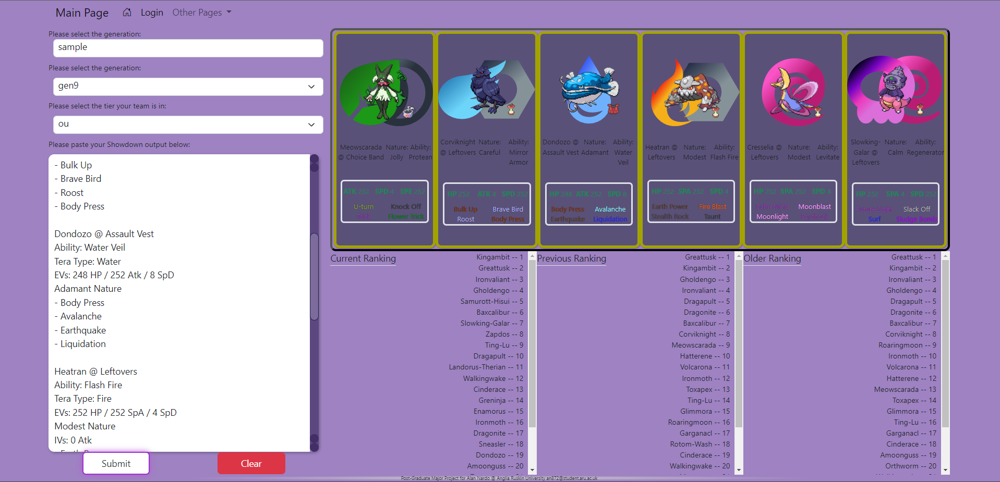 Main Page Login Other Pages
Please select the generation:
sample
Please select the generation:
gen9
Please select the tier your team is in:
ou
Please paste your Showdown output below:
- Bulk Up
- Brave Bird
- Roost
- Body Press
Dondozo @ Assault Vest
Ability: Water Veil
Tera Type: Water
EVs: 248 HP / 252 Atk / 8 SpD
Adamant Nature
- Body Press
- Avalanche
- Earthquake
- Liquidation
Heatran @ Leftovers
Ability: Flash Fire
Tera Type: Fire
EVs: 252 HP / 252 SpA / 4 SpD
Modest Nature
IVs: 0 Atk
Submit Clear
Meowscarada @ Choice Band
Nature: Jolly
Ability: Protean
ATK 252 SPD 4 SPE 252
U-turn Knock Off
Trick Flower Trick
Corviknight @ Leftovers
Nature: Careful
Ability: Mirror Armor
HP 252 ATK 4 SPD 252
Bulk Up Brave Bird
Roost Body Press
Dondozo @ Assault Vest
Nature: Adamant
Ability: Water Veil
HP 248 ATK 252 SPD 8
Body Press Avalanche
Earthquake Liquidation
Heatran @ Leftovers
Nature: Modest
Ability: Flash Fire
HP 252 SPA 252 SPD 4
Earth Power Fire Blast
Stealth Rock Taunt
Cresselia @ Leftovers
Nature: Modest
Ability: Levitate
HP 252 SPA 252 SPD 4
Calm Mind Moonblast
Moonlight Psyshock
Slowking-Galar @ Leftovers
Nature: Calm
Ability: Regenerator
HP 252 SPA 4 SPD 252
Future Sight Slack Off
Surf Sludge Bomb
Current Ranking
Kingambit -- 1
Greattusk -- 2
Ironvaliant -- 3
Gholdengo -- 4
Samurott-Hisui -- 5
Baxcalibur -- 6
Slowking-Galar -- 7
Zapdos -- 8
Ting-Lu -- 9
Dragapult -- 10
Landorus-Therian -- 11
Walkingwake -- 12
Cinderace -- 13
Greninja -- 14
Enamorus -- 15
Ironmoth -- 16
Dragonite -- 17
Sneasler -- 18
Dondozo -- 19
Amoonguss -- 20
Previous Ranking
Greattusk -- 1
Kingambit -- 2
Gholdengo -- 3
Ironvaliant -- 4
Dragapult -- 5
Dragonite -- 6
Baxcalibur -- 7
Corviknight -- 8
Meowscarada -- 9
Hatterene -- 10
Volcarona -- 11
Ironmoth -- 12
Toxapex -- 13
Ting-Lu -- 14
Glimmora -- 15
Roaringmoon -- 16
Garganacl -- 17
Rotom-Wash -- 18
Cinderace -- 19
Walkingwake -- 20
Older Ranking
Greattusk -- 1
Kingambit -- 2
Ironvaliant -- 3
Gholdengo -- 4
Dragapult -- 5
Dragonite -- 6
Baxcalibur -- 7
Corviknight -- 8
Roaringmoon -- 9
Ironmoth -- 10
Volcarona -- 11
Hatterene -- 12
Meowscarada -- 13
Toxapex -- 14
Glimmora -- 15
Ting-Lu -- 16
Garganacl -- 17
Cinderace -- 18
Amoonguss -- 19
Orthworm -- 20
Post-Graduate Major Project for Alan Nardo @ Anglia Ruskin University an872@student.aru.ac.uk